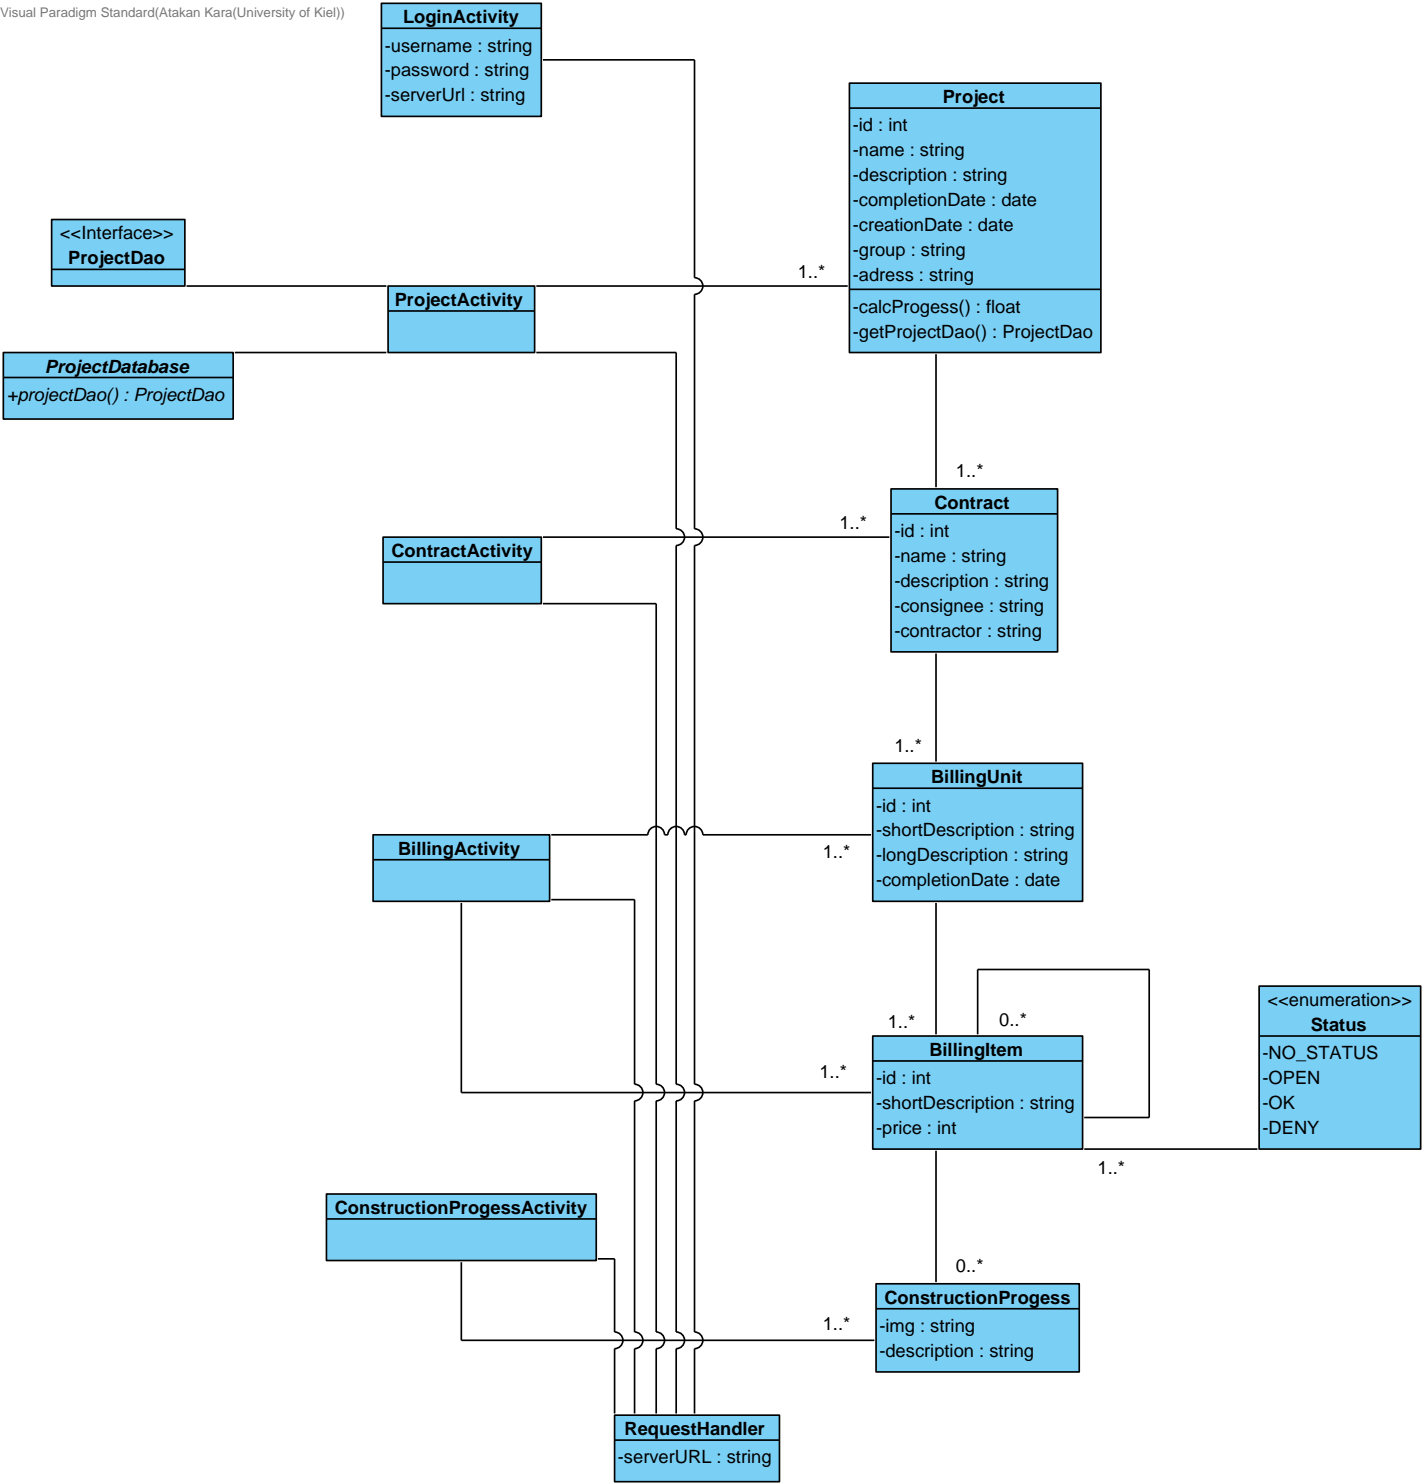 Visual Paradigm Standard(Atakan Kara(University of Kiel))
LoginActivity
-username : string
-password : string
-serverUrl : string
Project
-id : int
-name : string
-description : string
-completionDate : date
-creationDate : date
-group : string
-adress : string
-calcProgess() : float
-getProjectDao() : ProjectDao
<<Interface>>
ProjectDao
1..*
ProjectActivity
ProjectDatabase
+projectDao() : ProjectDao
1..*
Contract
-id : int
-name : string
-description : string
-consignee : string
-contractor : string
1..*
ContractActivity
1..*
BillingUnit
-id : int
-shortDescription : string
-longDescription : string
-completionDate : date
BillingActivity
1..*
1..*
0..*
BillingItem
-id : int
-shortDescription : string
-price : int
1..*
<<enumeration>>
Status
-NO_STATUS
-OPEN
-OK
-DENY
1..*
ConstructionProgessActivity
0..*
ConstructionProgess
-img : string
-description : string
1..*
RequestHandler
-serverURL : string